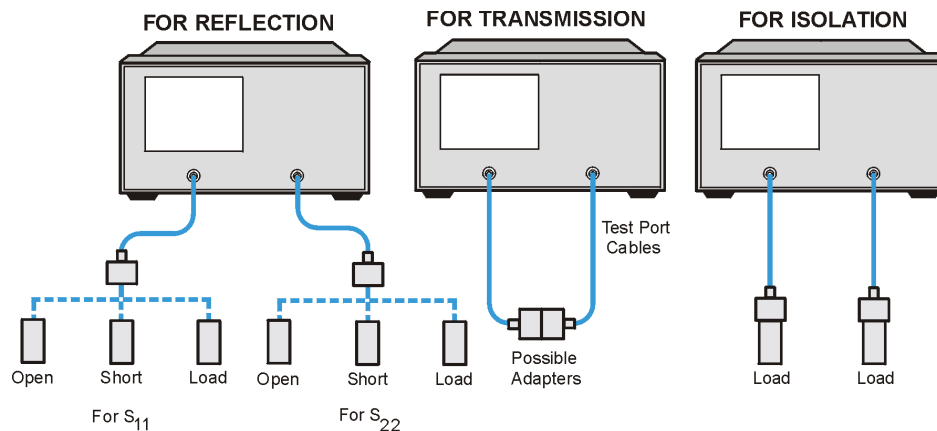 FOR REFLECTION
FOR TRANSMISSION
FOR ISOLATION
Test Port
Cables
Open
Short
Load
Open
Short
Load
Possible
Adapters
Load
Load
For S11
For S22